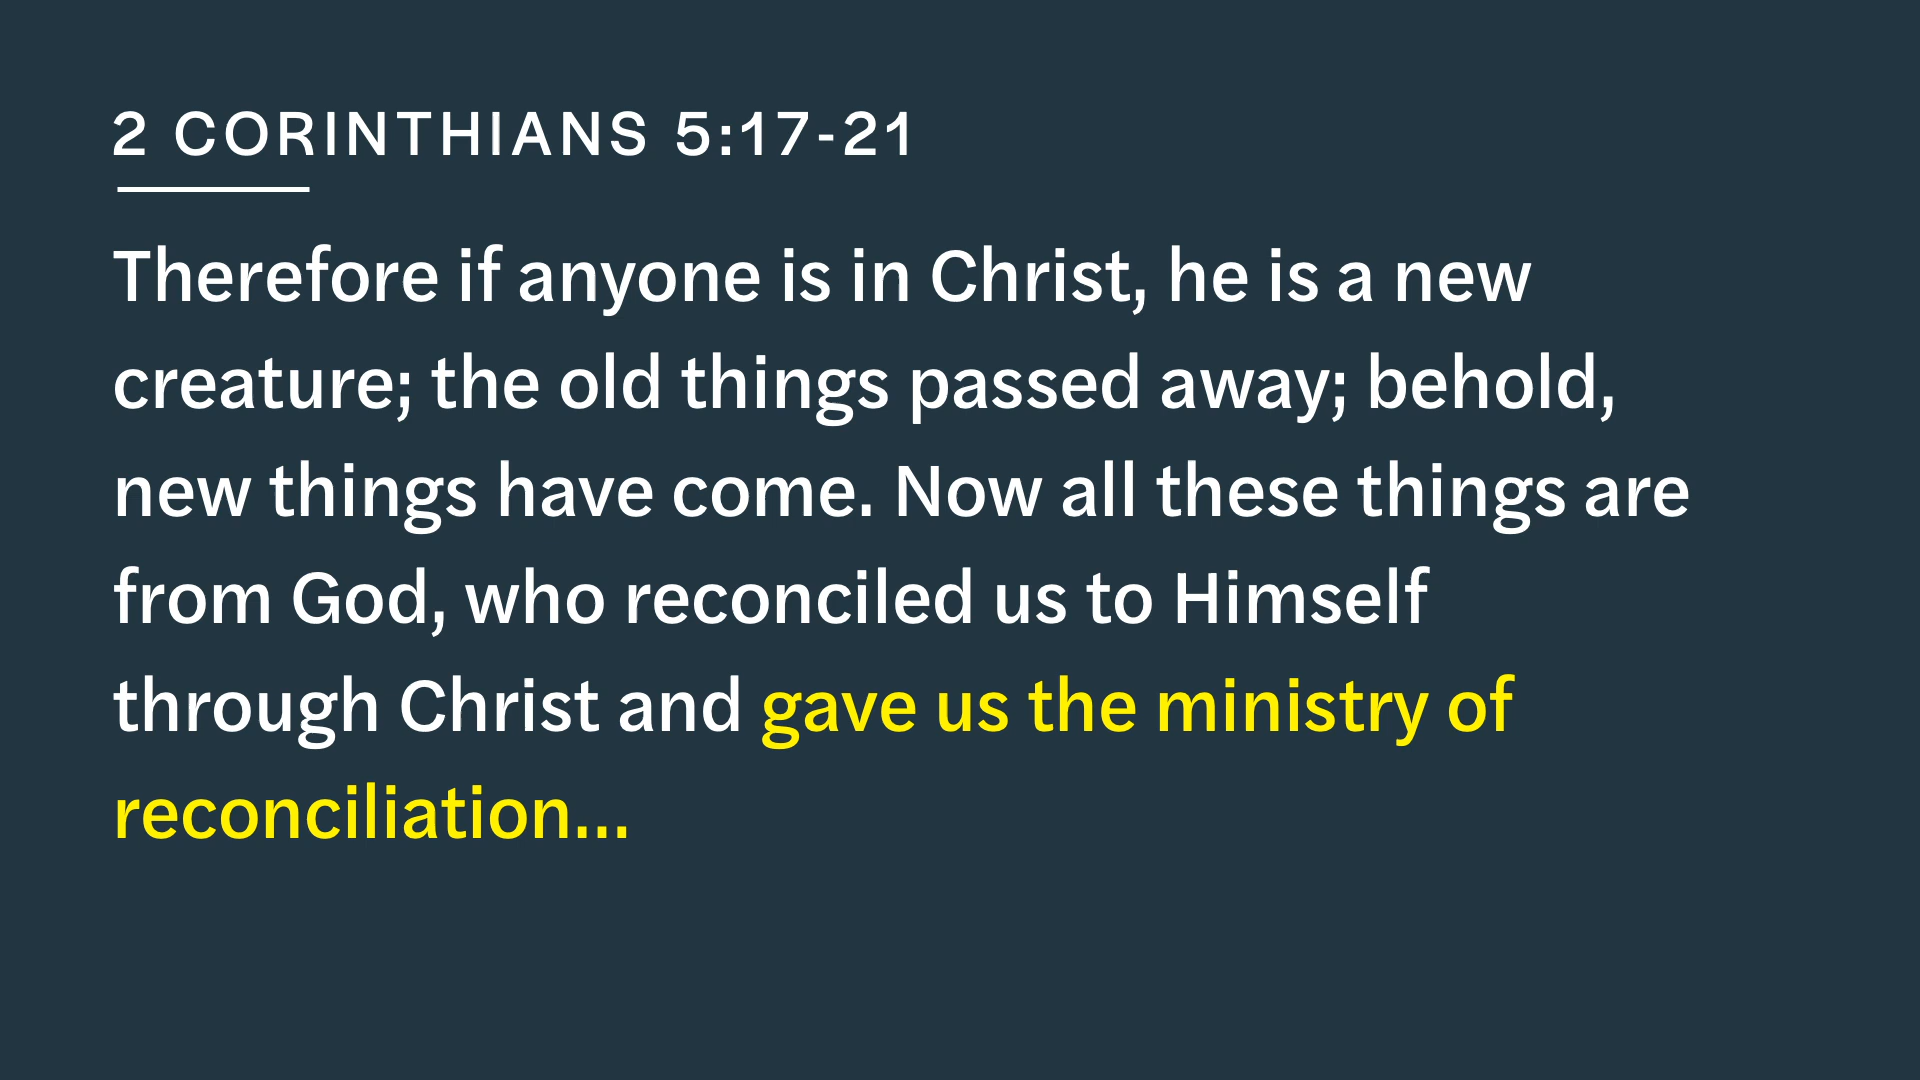 2 CORINTHIANS 5:17-21
Therefore if anyone is in Christ, he is a new
creature; the old things passed away; behold,
new things have come. Now all these things are
from God, who reconciled us to Himself
through Christ and gave us the ministry of
reconciliation...